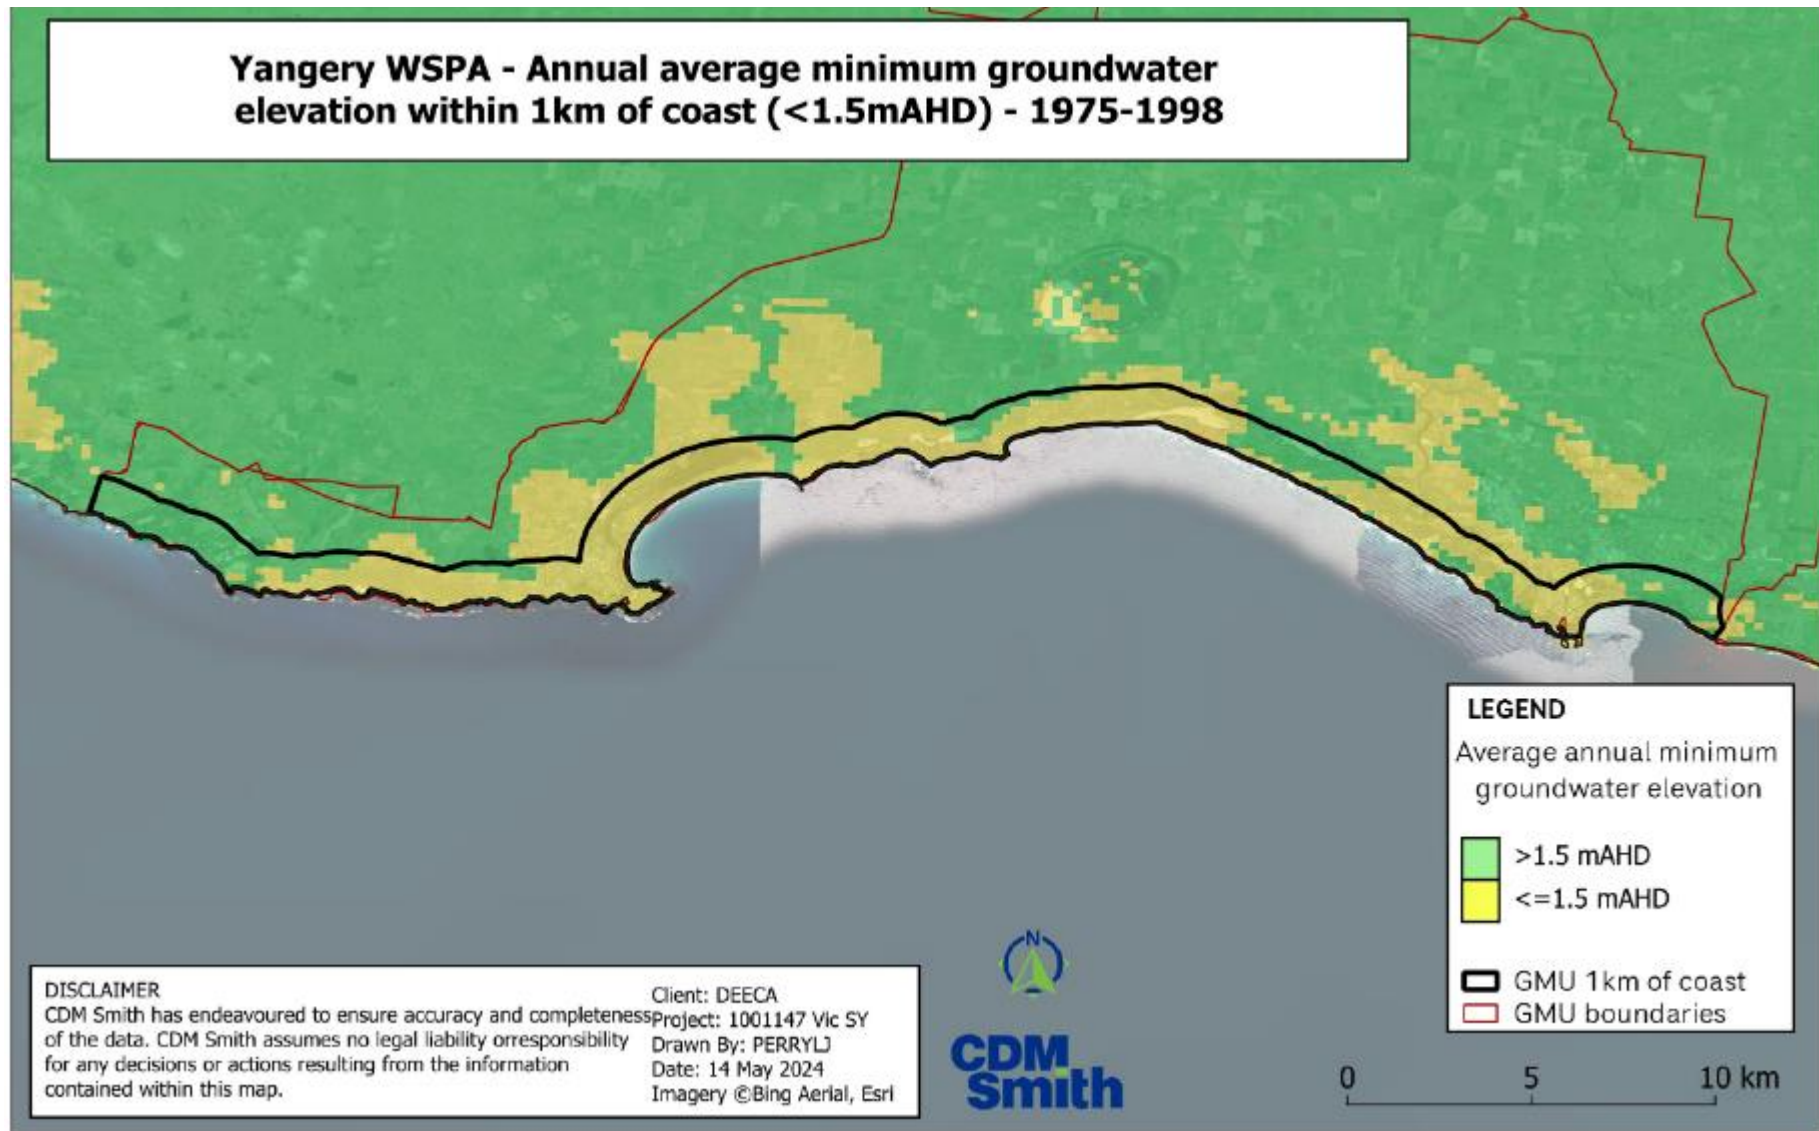 Yangery WSPA - Annual average minimum groundwater
elevation within 1km of coast (<1.5mAHD) - 1975-1998
LEGEND
Average annual minimum
groundwater elevation
>1.5 mAHD
<=1.5 mAHD
GMU 1km of coast
GMU boundaries
DISCLAIMER
CDM Smith has endeavoured to ensure accuracy and completeness
of the data. CDM Smith assumes no legal liability orresponsibility
for any decisions or actions resulting from the information
contained within this map.
Client: DEECA
Project: 1001147 Vic SY
Drawn By: PERRYLJ
Date: 14 May 2024
Imagery ©Bing Aerial, Esri
N
CDM
Smith
0 5 10 km